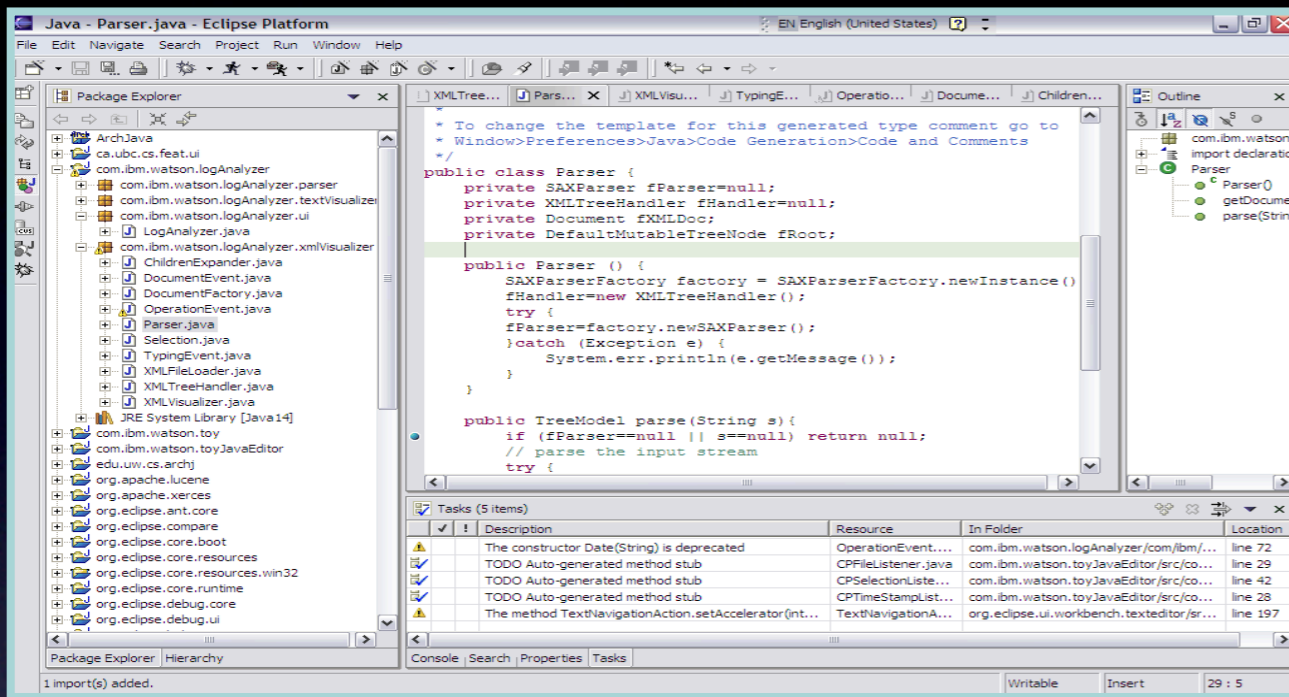 Java - Parser.java - Eclipse Platform
EN English (United States)
File Edit Navigate Search Project Run Window Help
Package Explorer
ArchJava
ca.ubc.cs.feat.ui
com.ibm.watson.logAnalyzer
com.ibm.watson.logAnalyzer.parser
com.ibm.watson.logAnalyzer.textVisualizer
com.ibm.watson.logAnalyzer.ui
LogAnalyzer.java
com.ibm.watson.logAnalyzer.xmlVisualizer
ChildrenExpander.java
DocumentEvent.java
DocumentFactory.java
OperationEvent.java
Parser.java
Selection.java
TypingEvent.java
XMLFileLoader.java
XMLTreeHandler.java
XMLVisualizer.java
JRE System Library [Java14]
com.ibm.watson.toy
com.ibm.watson.toyJavaEditor
edu.uw.cs.archj
org.apache.lucene
org.apache.xerces
org.eclipse.ant.core
org.eclipse.compare
org.eclipse.core.boot
org.eclipse.core.resources
org.eclipse.core.resources.win32
org.eclipse.core.runtime
org.eclipse.debug.core
org.eclipse.debug.ui
Package Explorer Hierarchy
XMLTree... Pars... XMLVisu... TypingE... Operatio... Docume... Children...
* To change the template for this generated type comment go to
* Window>Preferences>Java>Code Generation>Code and Comments
*/
public class Parser {
private SAXParser fParser=null;
private XMLTreeHandler fHandler=null;
private Document fXMLDoc;
private DefaultMutableTreeNode fRoot;
public Parser () {
SAXParserFactory factory = SAXParserFactory.newInstance()
fHandler=new XMLTreeHandler();
try {
fParser=factory.newSAXParser();
}catch (Exception e) {
System.err.println(e.getMessage());
}
}
public TreeModel parse(String s){
if (fParser==null || s==null) return null;
// parse the input stream
try {
Outline
com.ibm.watson
import declaratio
Parser
Parser()
getDocume
parse(Strin
Tasks (5 items)
! Description Resource In Folder Location
The constructor Date(String) is deprecated OperationEvent.... com.ibm.watson.logAnalyzer/com/ibm/... line 72
TODO Auto-generated method stub CPFileListener.java com.ibm.watson.toyJavaEditor/src/co... line 29
TODO Auto-generated method stub CPSelectionListe... com.ibm.watson.toyJavaEditor/src/co... line 42
TODO Auto-generated method stub CPTimeStampList... com.ibm.watson.toyJavaEditor/src/co... line 28
The method TextNavigationAction.setAccelerator(int... TextNavigationA... org.eclipse.ui.workbench.texteditor/sr... line 197
Console Search Properties Tasks
1 import(s) added.
Writable Insert 29 : 5